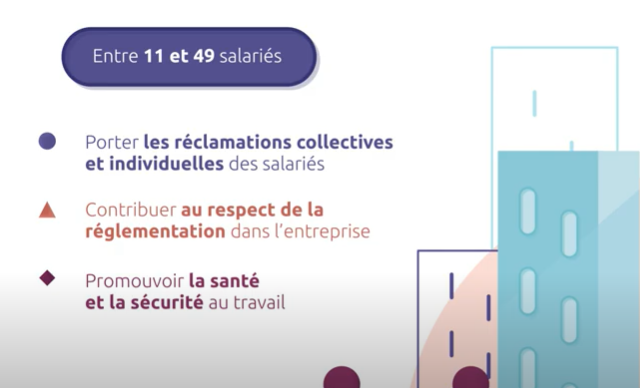 Entre 11 et 49 salariés
Porter les réclamations collectives
et individuelles des salariés
Contribuer au respect de la
réglementation dans l'entreprise
Promouvoir la santé
et la sécurité au travail